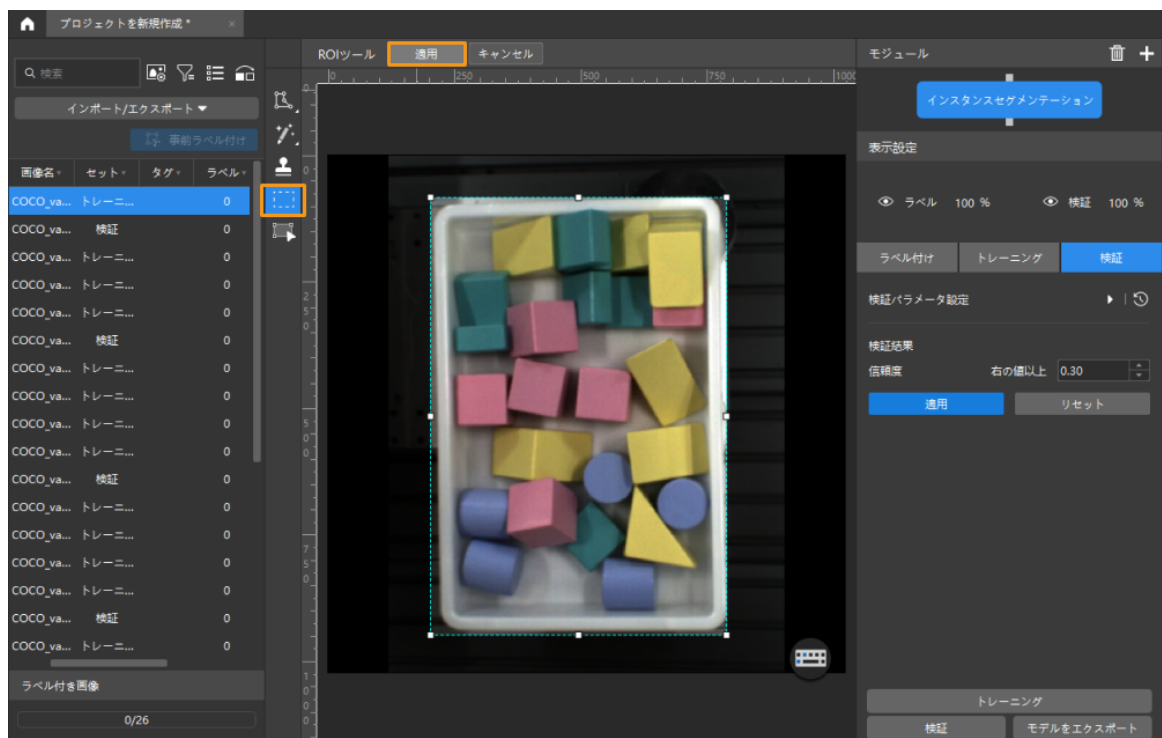 プロジェクトを新規作成 * ×
ROIツール 適用 キャンセル
モジュール
検索
インポート/エクスポート
事前ラベル付け
画像名 セット タグ ラベル
COCO_va... トレーニ... 0
COCO_va... 検証 0
COCO_va... トレーニ... 0
COCO_va... トレーニ... 0
COCO_va... トレーニ... 0
COCO_va... 検証 0
COCO_va... トレーニ... 0
COCO_va... トレーニ... 0
COCO_va... トレーニ... 0
COCO_va... トレーニ... 0
COCO_va... 検証 0
COCO_va... トレーニ... 0
COCO_va... トレーニ... 0
COCO_va... トレーニ... 0
COCO_va... 検証 0
COCO_va... トレーニ... 0
ラベル付き画像
0/26
0 250 500 750 1000
0
0
250
500
750
1000
インスタンスセグメンテーション
表示設定
ラベル 100 % 検証 100 %
ラベル付け トレーニング 検証
検証パラメータ設定
検証結果
信頼度 右の値以上 0.30
適用 リセット
トレーニング
検証 モデルをエクスポート